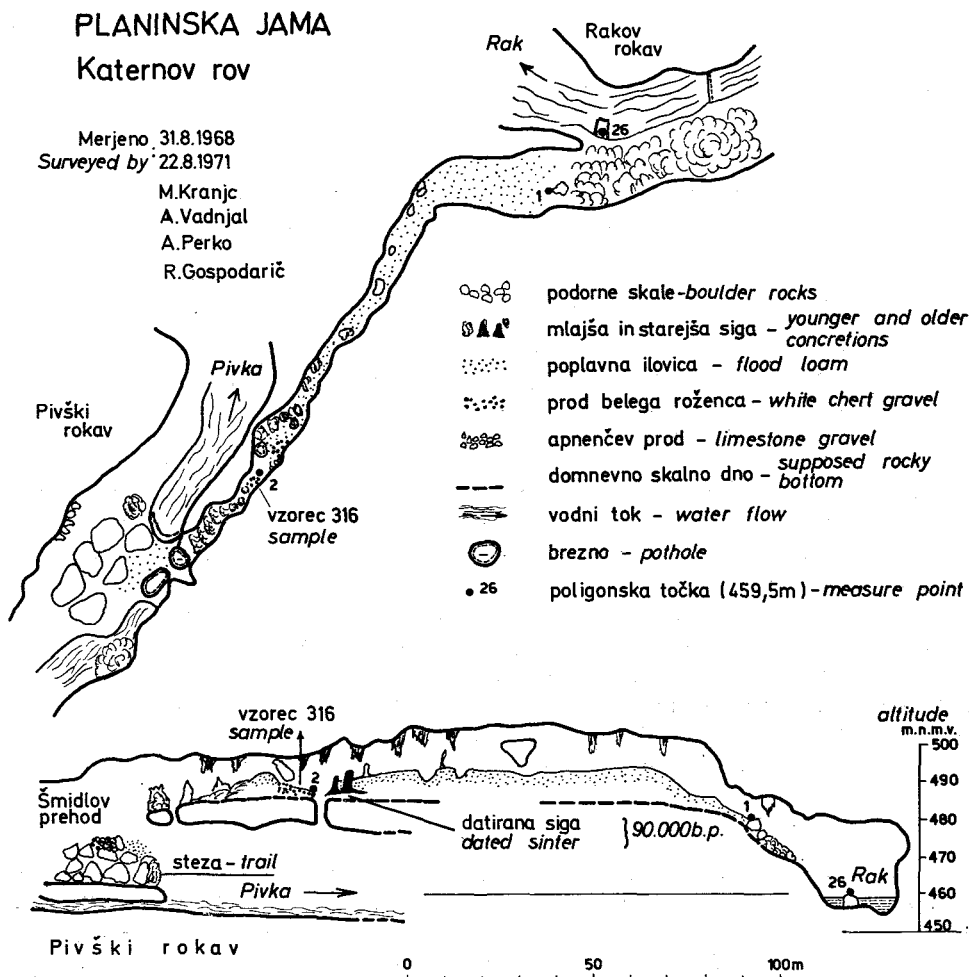 PLANINSKA JAMA
Katernov rov
Merjeno 31.8.1968
Surveyed by 22.8.1971
M.Kranjc
A.Vadnjal
A.Perko
R.Gospodarič
Rak
Rakov
rokav
26
1
Pivka
Pivški
rokav
2
vzorec 316
sample
podorne skale-boulder rocks
mlajša in starejša siga - younger and older
concretions
poplavna ilovica - flood loam
prod belega roženca - white chert gravel
apnenčev prod - limestone gravel
domnevno skalno dno - supposed rocky
bottom
vodni tok - water flow
brezno - pothole
26 poligonska točka (459,5m) - measure point
vzorec 316
sample
2
altitude
m.n.m.v.
500
490
480
470
460
450
Šmidlov
prehod
steza - trail
Pivka
datirana siga
dated sinter
}90.000 b.p.
1
26 Rak
Pivški rokav
0 50 100m